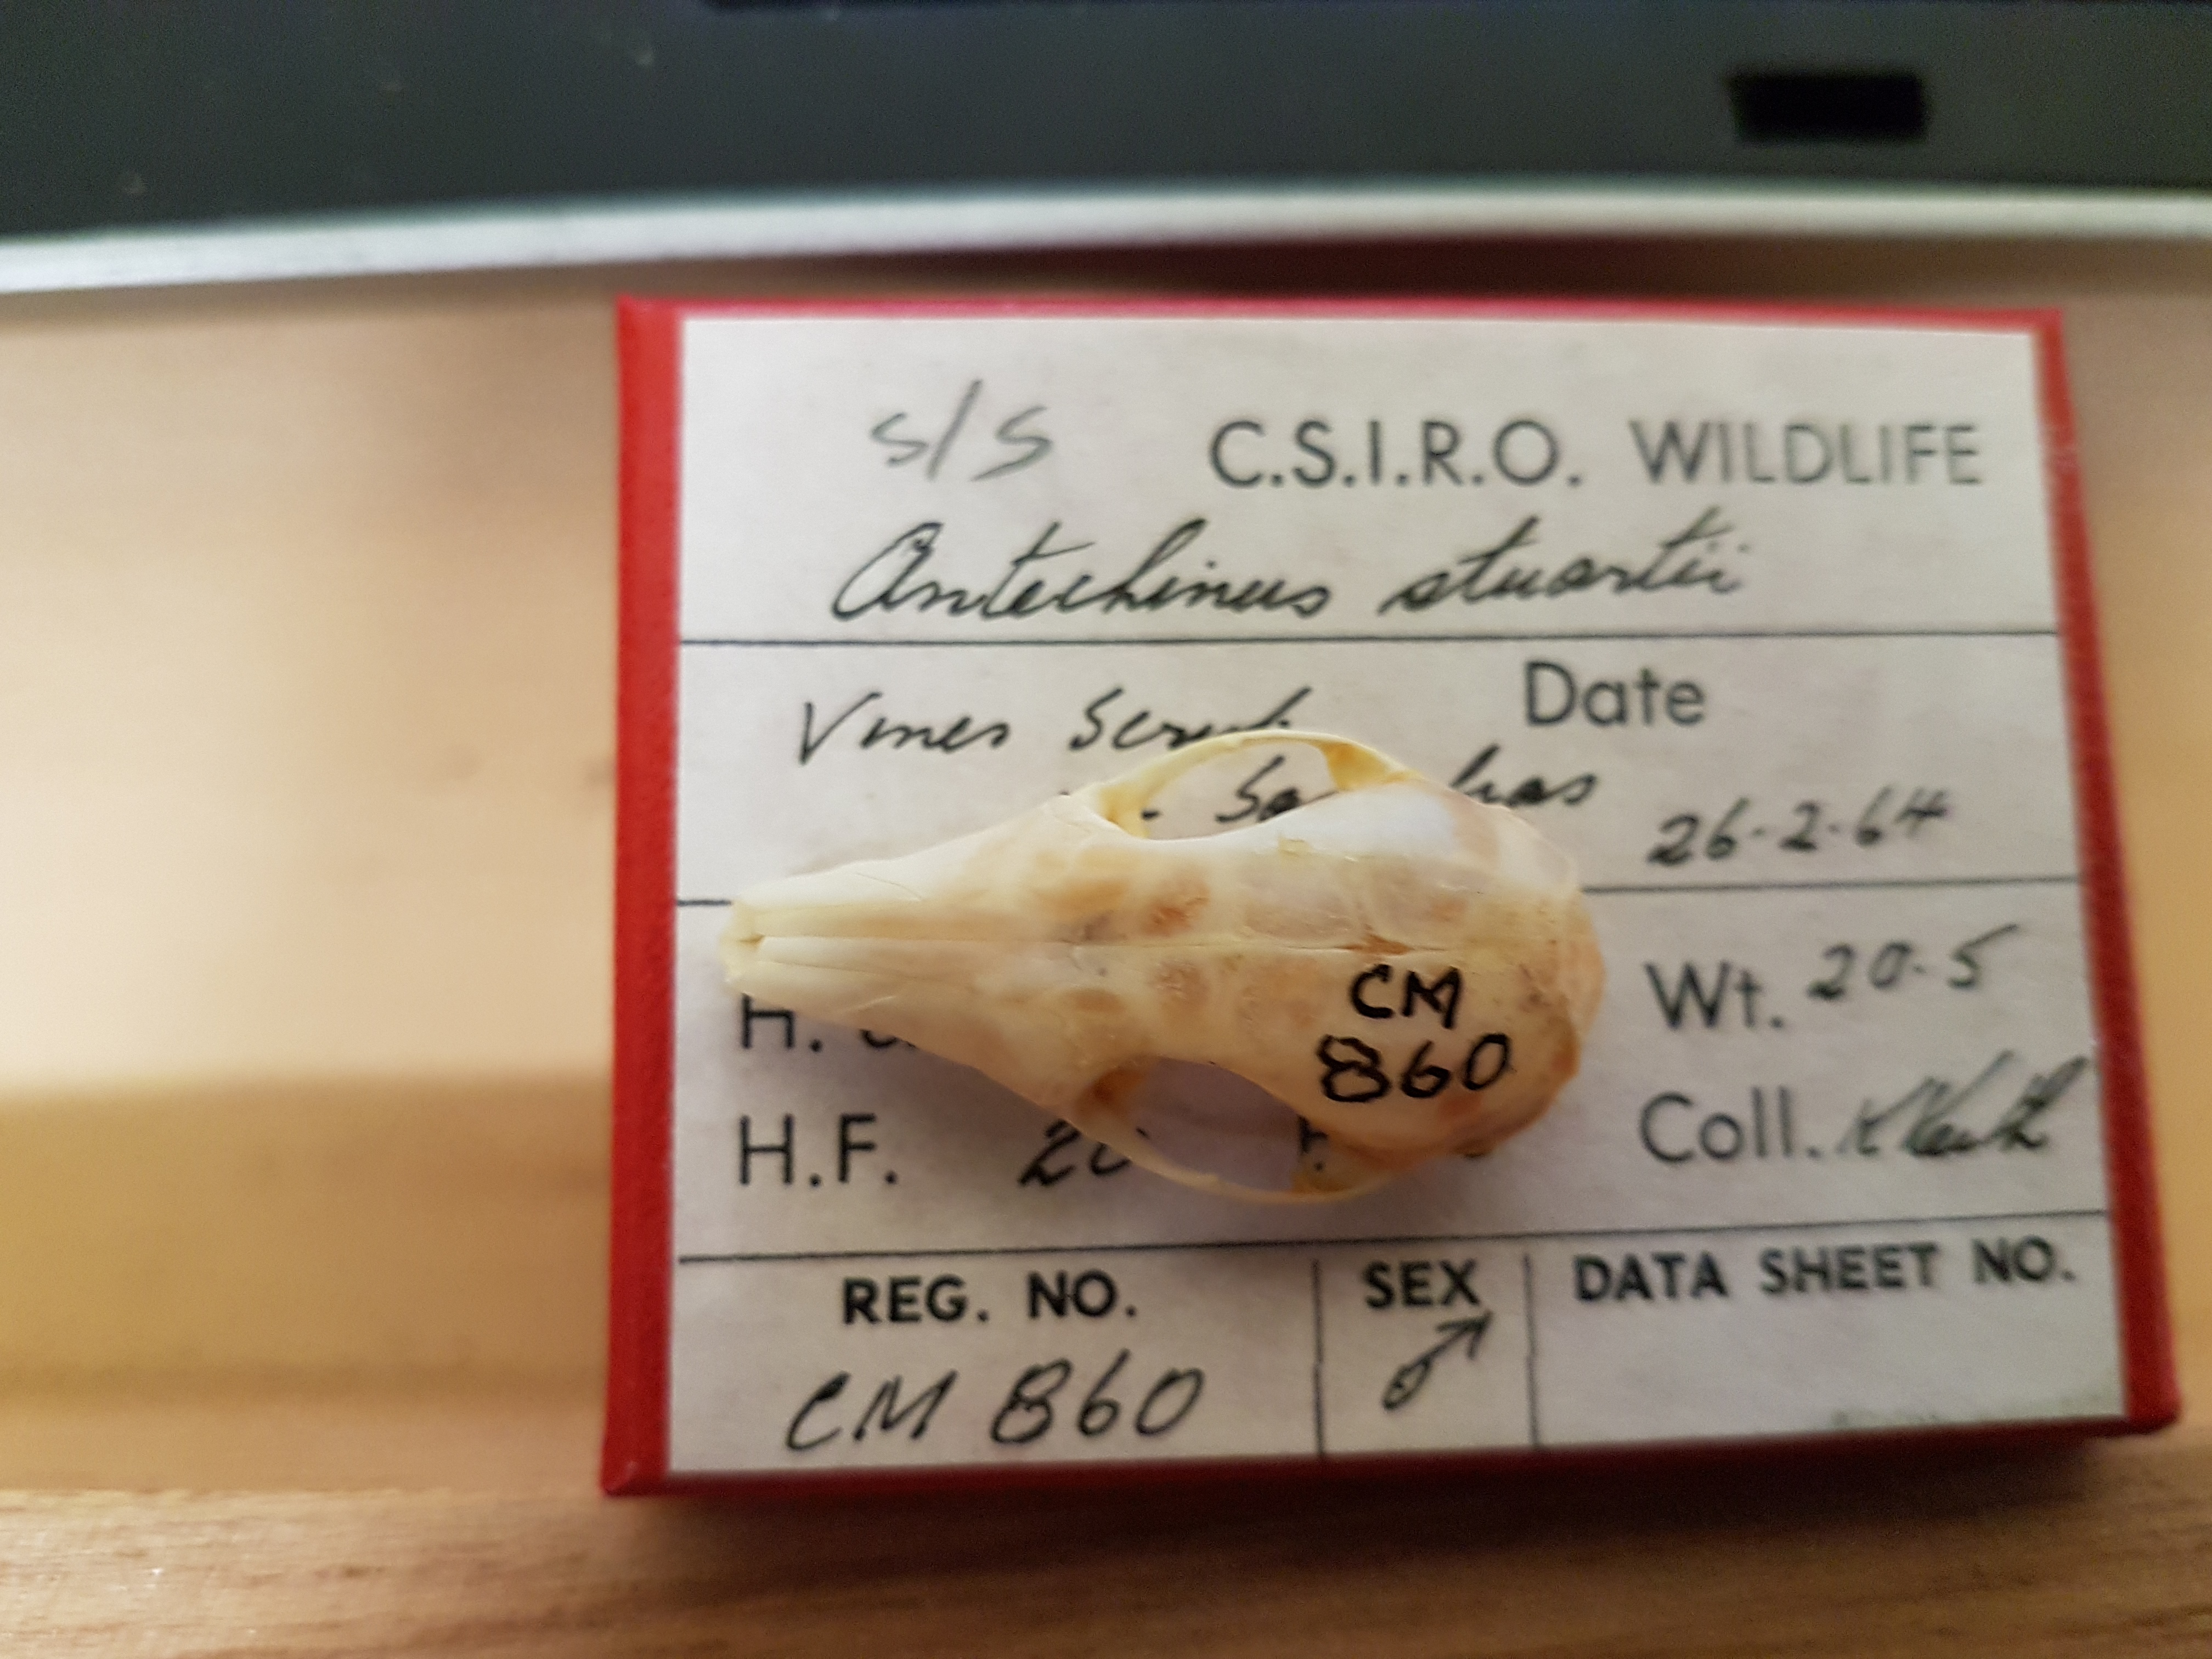 S/S C.S.I.R.O. WILDLIFE
Antechinus stuartii
Date
Vines
26-2-64
Wt. 20.5
H.F. Coll.
REG. NO. SEX DATA SHEET NO.
CM 860 ♂
CM
860